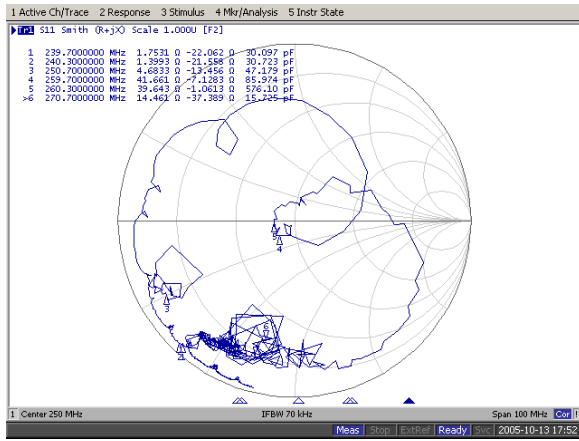 1 Active Ch/Trace 2 Response 3 Stimulus 4 Mkr/Analysis 5 Instr State
Tr1 S11 Smith (R+jX) Scale 1.000U [F2]
1 239.7000000 MHz 1.7531 Ω -22.062 Ω 30.097 pF
2 240.3000000 MHz 1.3993 Ω -21.558 Ω 30.723 pF
3 250.7000000 MHz 4.6833 Ω -13.456 Ω 47.179 pF
4 259.7000000 MHz 41.661 Ω -7.1283 Ω 85.974 pF
5 260.3000000 MHz 39.643 Ω -1.0613 Ω 576.10 pF
>6 270.7000000 MHz 14.461 Ω -37.389 Ω 15.725 pF
5
4
3
6
2
1 Center 250 MHz IFBW 70 kHz Span 100 MHz Cor !
Meas Stop ExtRef Ready Svc 2005-10-13 17:52